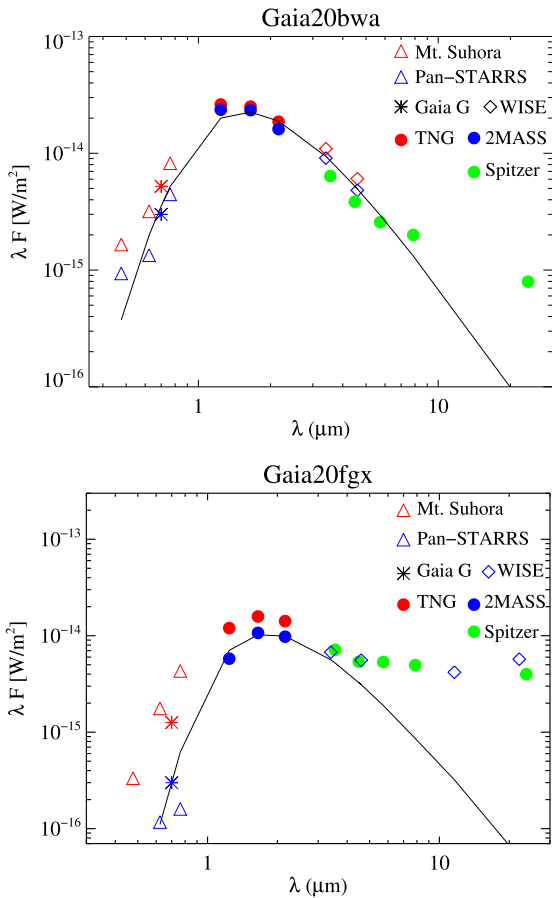 Gaia20bwa
10⁻¹³
10⁻¹⁴
10⁻¹⁵
10⁻¹⁶
λ F [W/m²]
Mt. Suhora
Pan−STARRS
Gaia G WISE
TNG 2MASS
Spitzer
1 10
λ (μm)
Gaia20fgx
10⁻¹³
10⁻¹⁴
10⁻¹⁵
10⁻¹⁶
λ F [W/m²]
Mt. Suhora
Pan−STARRS
Gaia G WISE
TNG 2MASS
Spitzer
1 10
λ (μm)